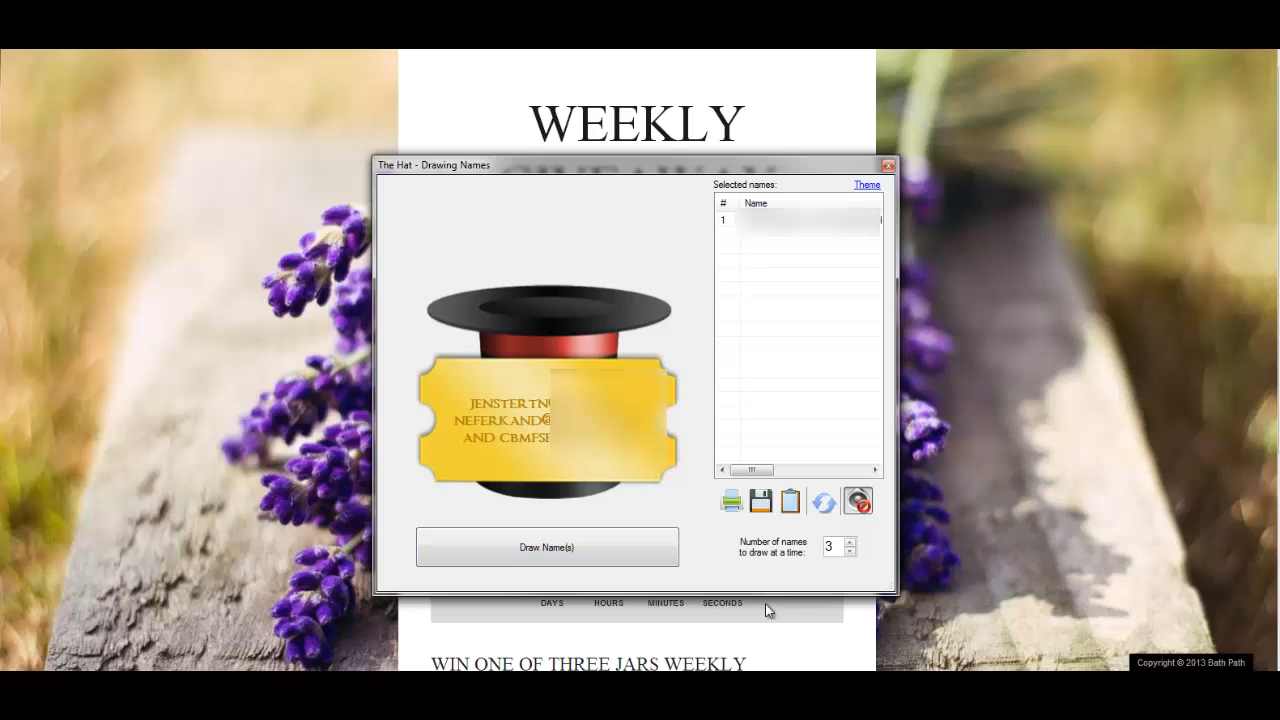 WEEKLY
The Hat - Drawing Names
Selected names:
Theme
# Name
1
JENSTERTN
NEFERKAND@
AND CBMFSE
Draw Name(s)
Number of names
to draw at a time:
3
DAYS HOURS MINUTES SECONDS
WIN ONE OF THREE JARS WEEKLY
Copyright © 2013 Bath Path